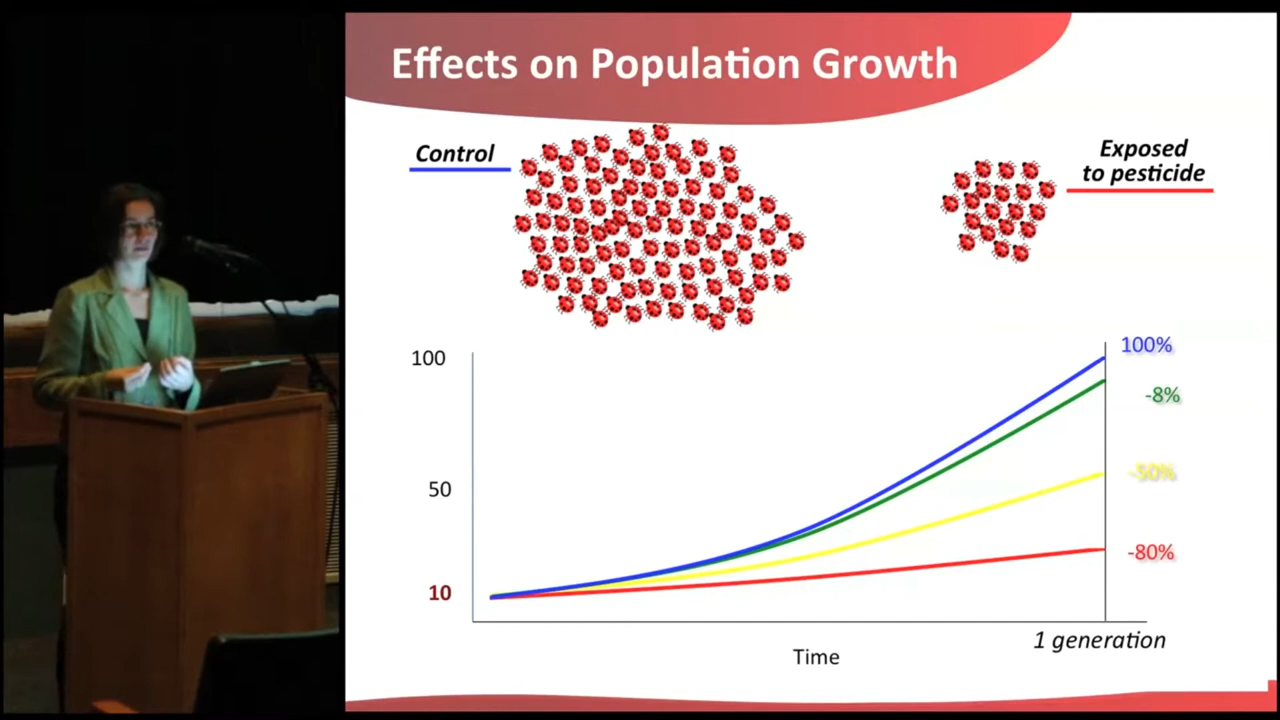 Effects on Population Growth
Control
Exposed
to pesticide
100
50
10
100%
-8%
-50%
-80%
1 generation
Time